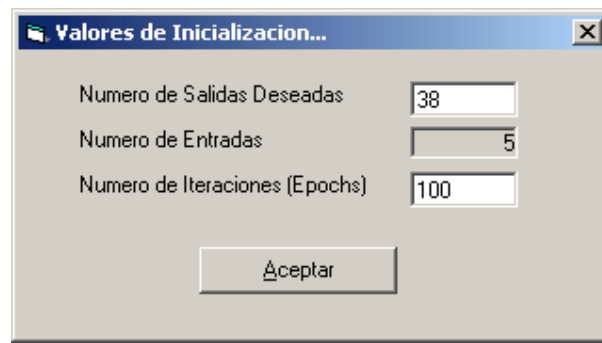 Valores de Inicializacion...
Numero de Salidas Deseadas 38
Numero de Entradas 5
Numero de Iteraciones (Epochs) 100
Aceptar